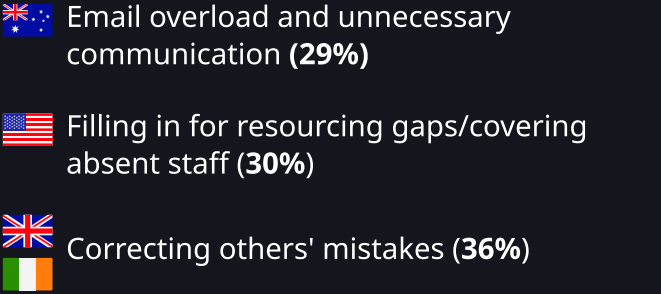 Email overload and unnecessary
communication (29%)
Filling in for resourcing gaps/covering
absent staff (30%)
Correcting others' mistakes (36%)